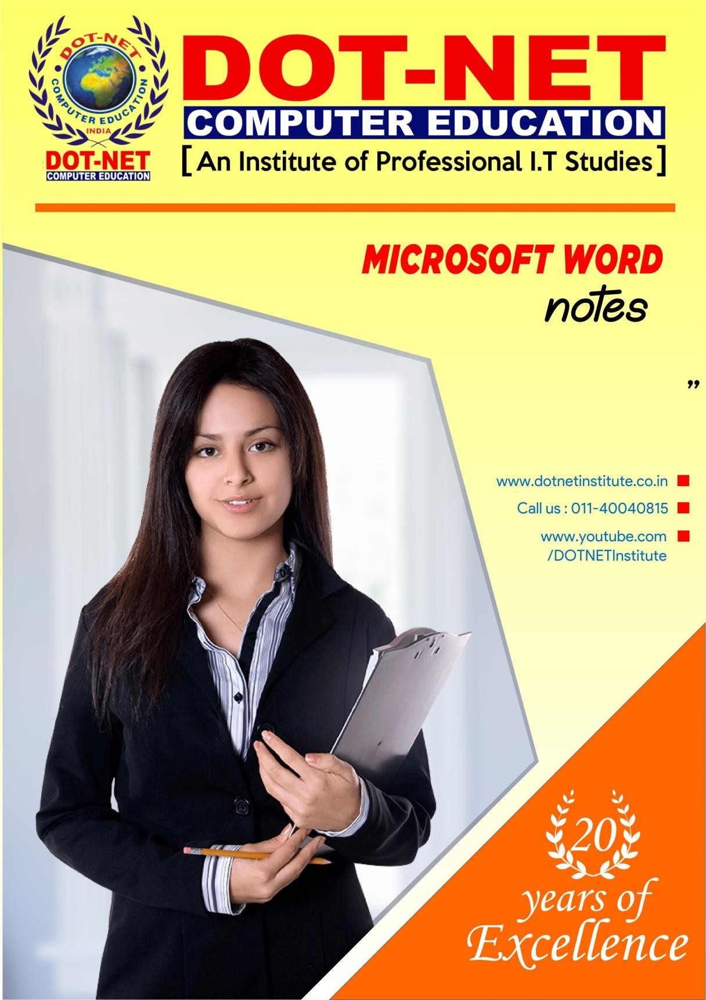 DOT-NET
COMPUTER EDUCATION
INDIA
DOT-NET
COMPUTER EDUCATION
DOT-NET
COMPUTER EDUCATION
[An Institute of Professional I.T Studies]
MICROSOFT WORD
notes
”
www.dotnetinstitute.co.in
Call us : 011-40040815
www.youtube.com
/DOTNETInstitute
20
years of
Excellence